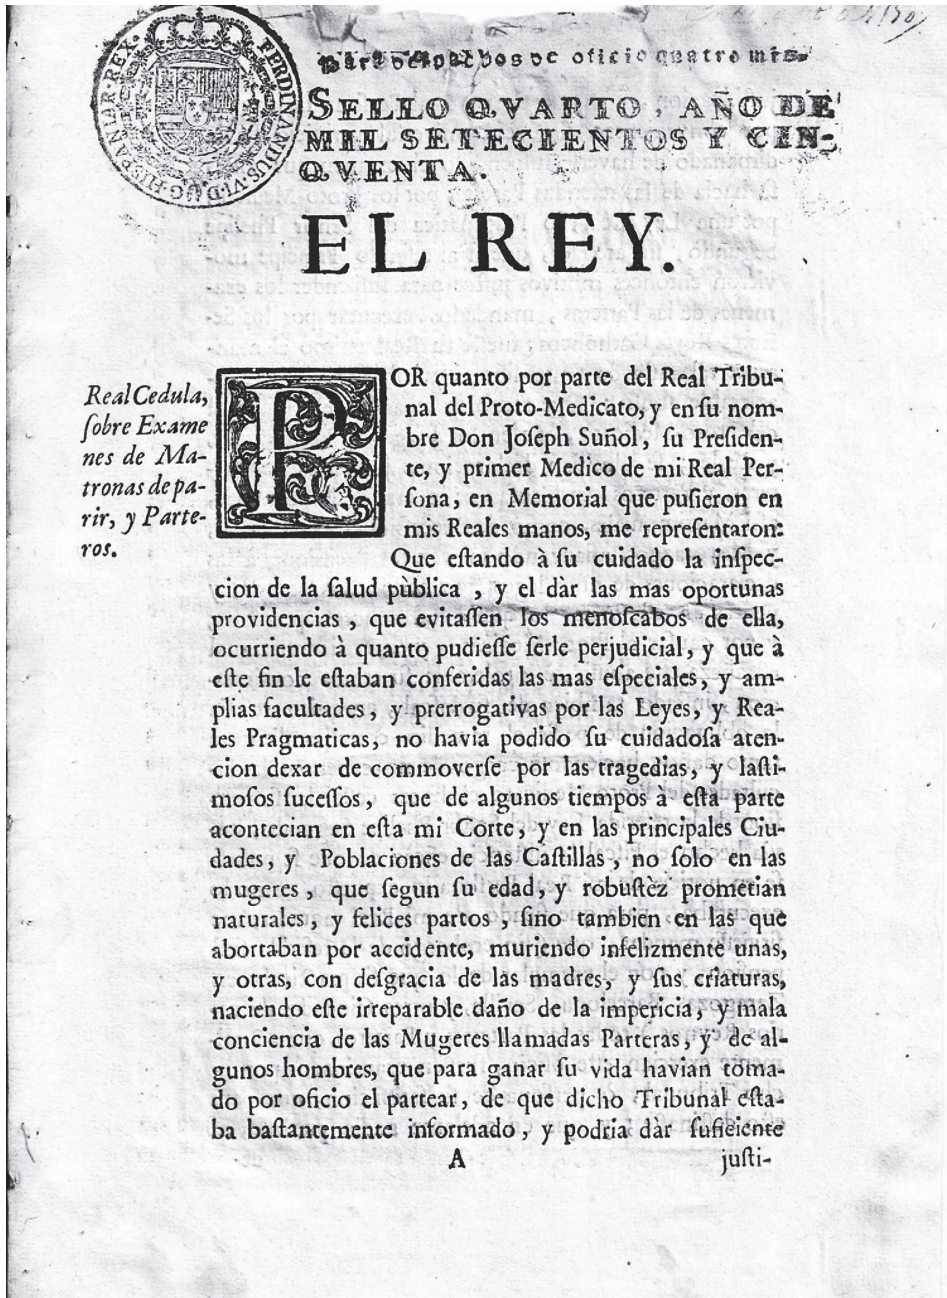 FERDINANDUS.VI.D.G.HISPANIAR.REX.
Para despachos de oficio quatro mrs.
SELLO QVARTO, AÑO DE
MIL SETECIENTOS Y CIN-
QVENTA.
EL REY.
Real Cedula,
ſobre Exame
nes de Ma-
tronas de pa-
rir, y Parte-
ros.
POR quanto por parte del Real Tribu-
nal del Proto-Medicato, y en ſu nom-
bre Don Joſeph Suñol, ſu Preſiden-
te, y primer Medico de mi Real Per-
ſona, en Memorial que puſieron en
mis Reales manos, me repreſentaron:
Que eſtando à ſu cuidado la inſpec-
cion de la ſalud pùblica, y el dàr las mas oportunas
providencias, que evitaſſen los menoſcabos de ella,
ocurriendo à quanto pudieſſe ſerle perjudicial, y que à
eſte fin le eſtaban conferidas las mas eſpeciales, y am-
plias facultades, y prerrogativas por las Leyes, y Rea-
les Pragmaticas, no havia podido ſu cuidadoſa aten-
cion dexar de commoverſe por las tragedias, y laſti-
moſos ſuceſſos, que de algunos tiempos à eſta parte
acontecian en eſta mi Corte, y en las principales Ciu-
dades, y Poblaciones de las Caſtillas, no ſolo en las
mugeres, que ſegun ſu edad, y robuſtèz prometian
naturales, y felices partos, ſino tambien en las que
abortaban por accidente, muriendo infelizmente unas,
y otras, con deſgracia de las madres, y ſus criaturas,
naciendo eſte irreparable daño de la impericia, y mala
conciencia de las Mugeres llamadas Parteras, y de al-
gunos hombres, que para ganar ſu vida havian toma-
do por oficio el partear, de que dicho Tribunal eſta-
ba baſtantemente informado, y podria dàr ſuficiente
A
juſti-